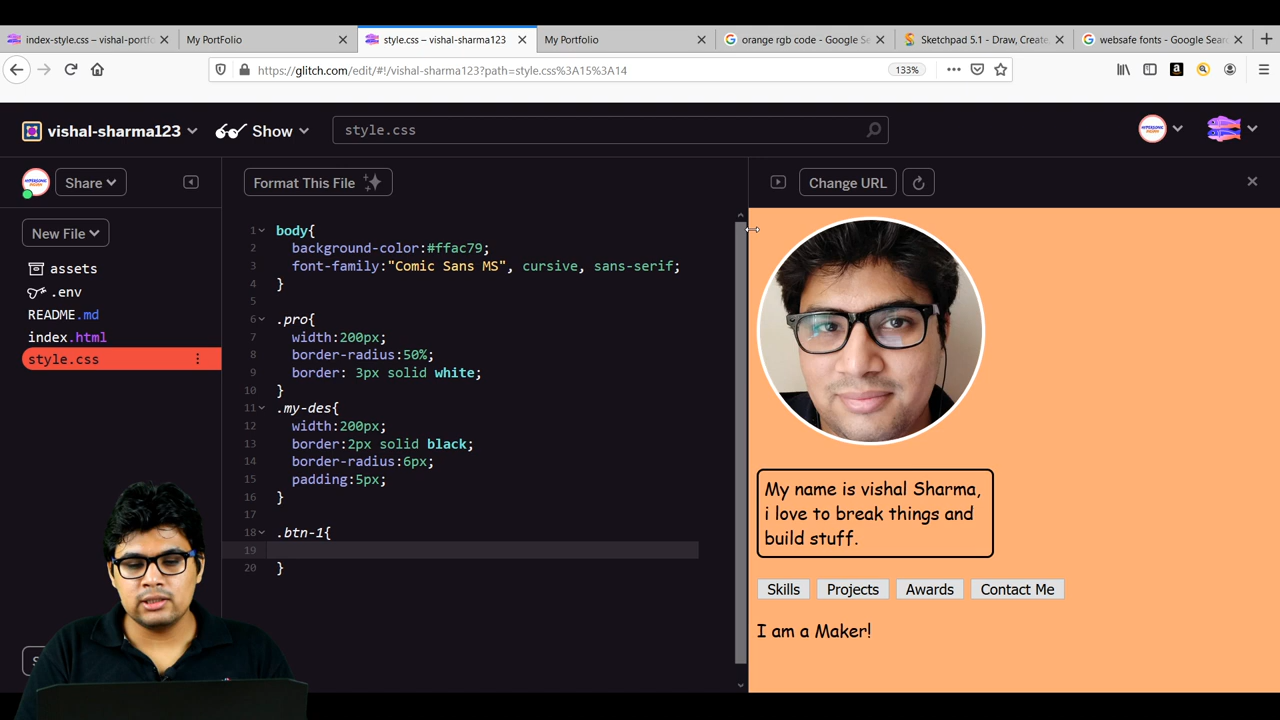 index-style.css – vishal-portfo
My PortFolio
style.css – vishal-sharma123
My PortFolio
orange rgb code - Google Se
Sketchpad 5.1 - Draw, Create
websafe fonts - Google Sear
https://glitch.com/edit/#!/vishal-sharma123?path=style.css%3A15%3A14
133%
vishal-sharma123
Show
style.css
Share
Format This File
Change URL
New File
assets
.env
README.md
index.html
style.css
1 body{
2 background-color:#ffac79;
3 font-family:"Comic Sans MS", cursive, sans-serif;
4 }
5
6 .pro{
7 width:200px;
8 border-radius:50%;
9 border: 3px solid white;
10 }
11 .my-des{
12 width:200px;
13 border:2px solid black;
14 border-radius:6px;
15 padding:5px;
16 }
17
18 .btn-1{
19
20 }
My name is vishal Sharma,
i love to break things and
build stuff.
Skills
Projects
Awards
Contact Me
I am a Maker!